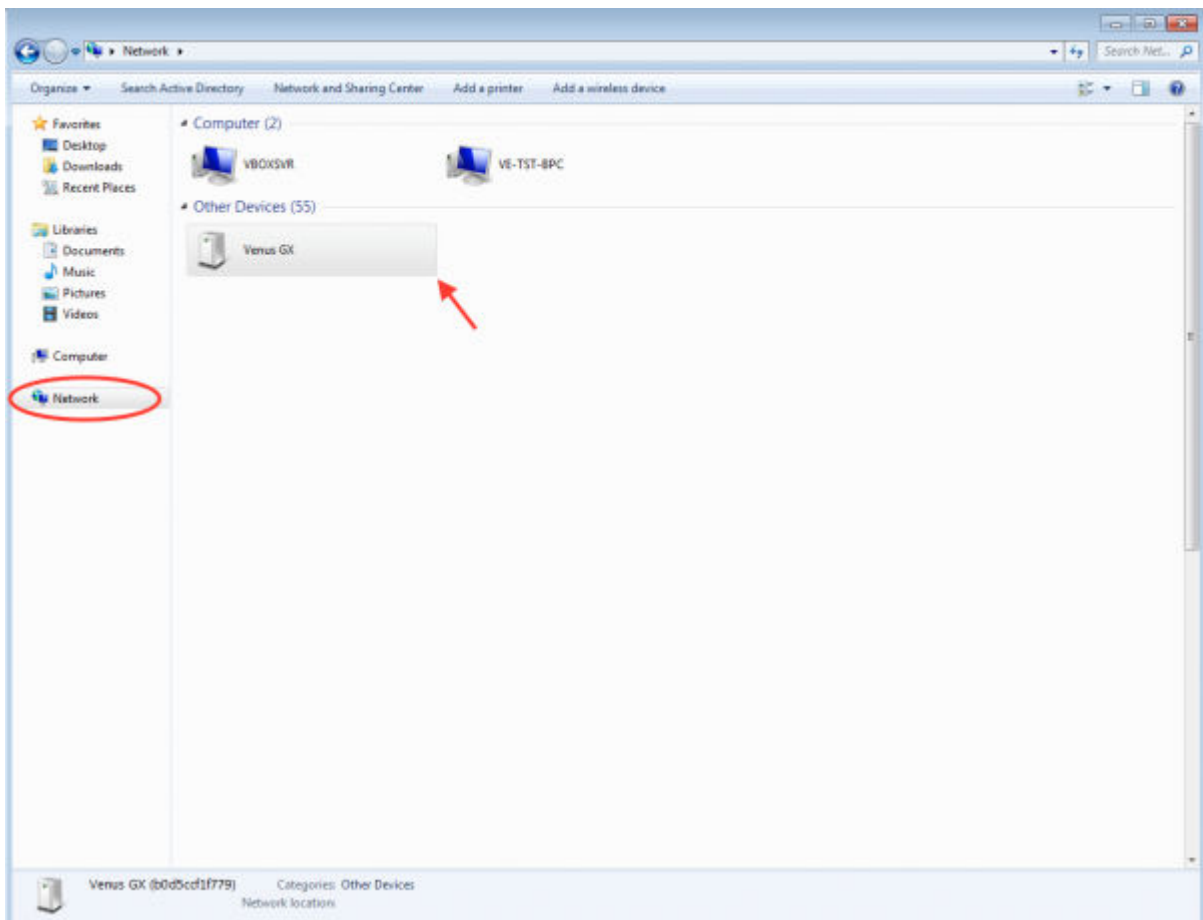 Network
Search Net...
Organize Search Active Directory Network and Sharing Center Add a printer Add a wireless device
Favorites
Desktop
Downloads
Recent Places
Libraries
Documents
Music
Pictures
Videos
Computer
Network
Computer (2)
VBOXSVR VE-TST-BPC
Other Devices (55)
Venus GX
Venus GX (b0d5ccf1f779) Categories: Other Devices
Network location: